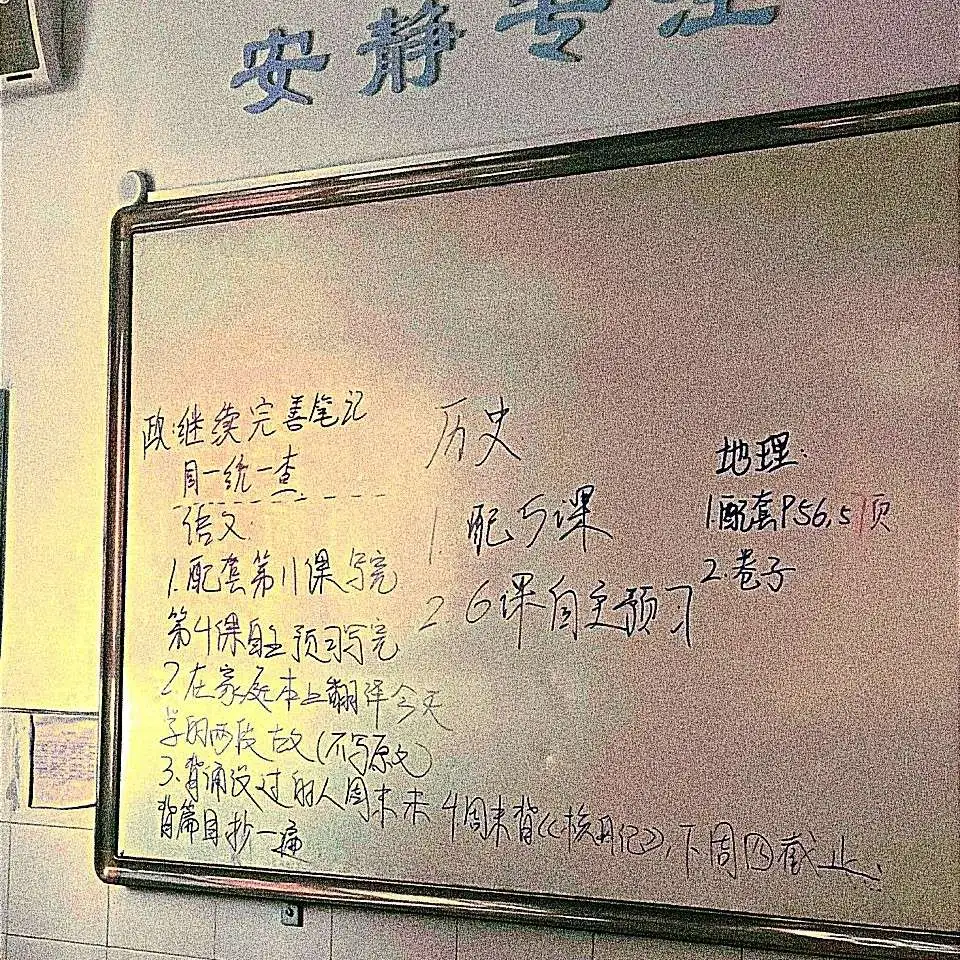 安静专注
政:继续完善笔记
周一统一查
语文:
1.配套第11课写完
第4课自主预习写完
2.在家庭本上翻译今天
学的两段古文(不写原文)
3.背诵没过的人周末未
背篇目抄一遍
4周末背《核舟记》,下周四截止、
历史
1.配5课
2.6课自主预习
地理:
1.配套P56,5 页
2.卷子